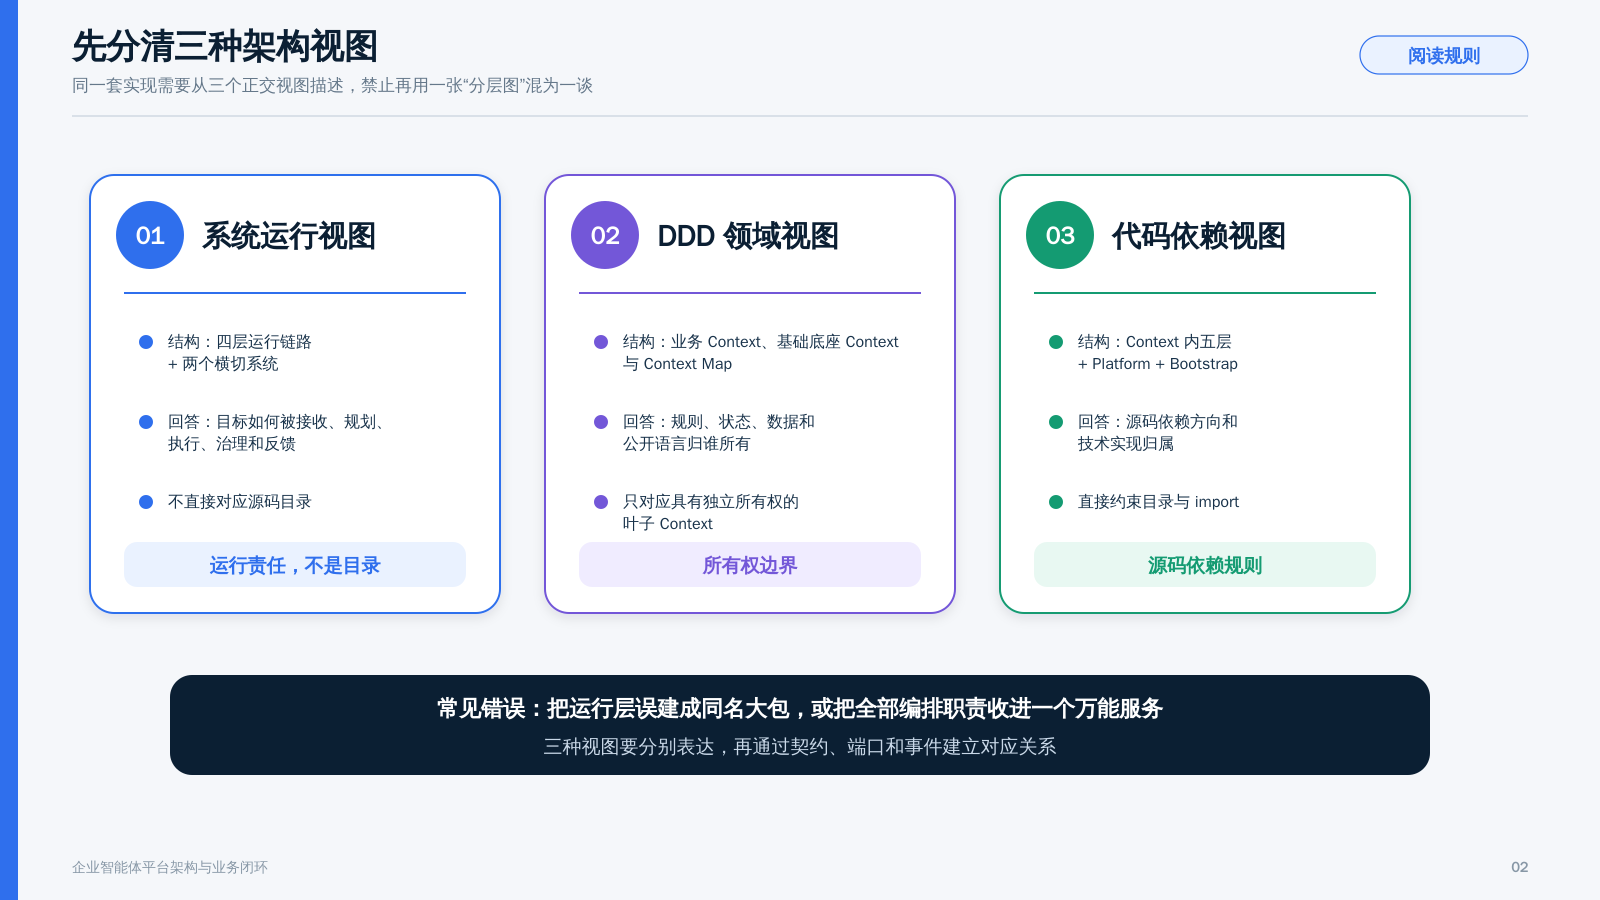 先分清三种架构视图
同一套实现需要从三个正交视图描述，禁止再用一张“分层图”混为一谈
阅读规则
01
系统运行视图
结构：四层运行链路
+ 两个横切系统
回答：目标如何被接收、规划、
执行、治理和反馈
不直接对应源码目录
运行责任，不是目录
02
DDD 领域视图
结构：业务 Context、基础底座 Context
与 Context Map
回答：规则、状态、数据和
公开语言归谁所有
只对应具有独立所有权的
叶子 Context
所有权边界
03
代码依赖视图
结构：Context 内五层
+ Platform + Bootstrap
回答：源码依赖方向和
技术实现归属
直接约束目录与 import
源码依赖规则
常见错误：把运行层误建成同名大包，或把全部编排职责收进一个万能服务
三种视图要分别表达，再通过契约、端口和事件建立对应关系
企业智能体平台架构与业务闭环
02